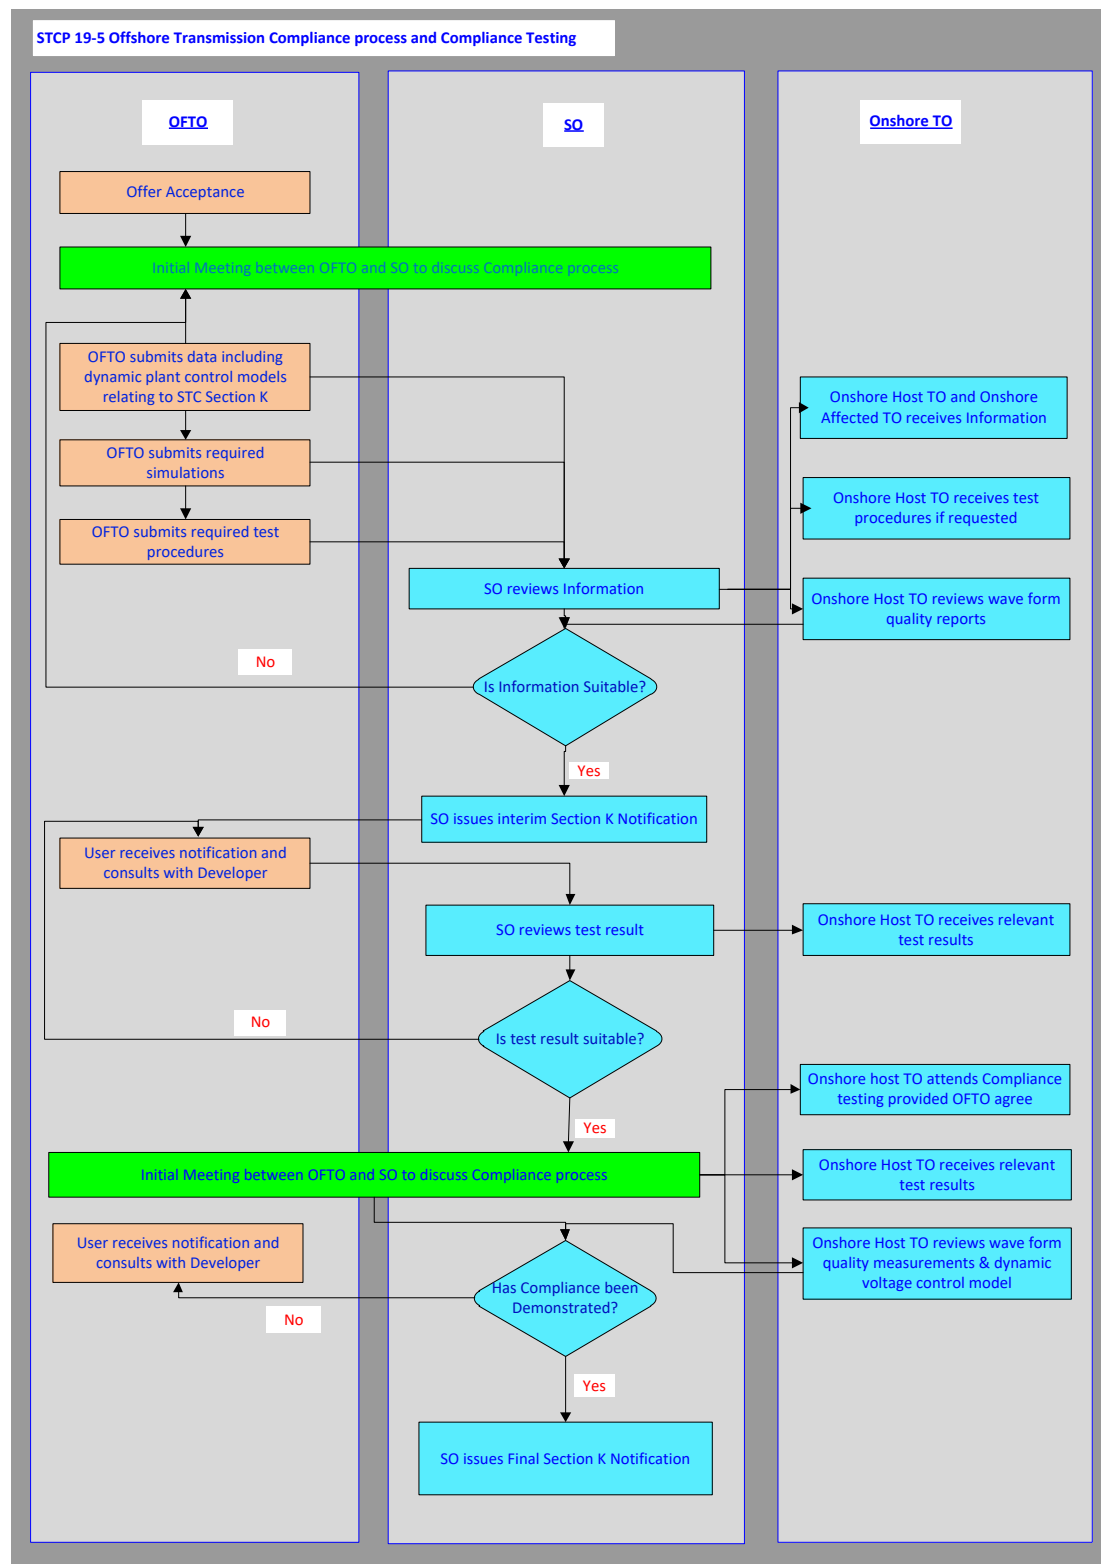 STCP 19-5 Offshore Transmission Compliance process and Compliance Testing
OFTO
SO
Onshore TO
Offer Acceptance
Initial Meeting between OFTO and SO to discuss Compliance process
OFTO submits data including
dynamic plant control models
relating to STC Section K
Onshore Host TO and Onshore
Affected TO receives Information
OFTO submits required
simulations
Onshore Host TO receives test
procedures if requested
OFTO submits required test
procedures
SO reviews Information
Onshore Host TO reviews wave form
quality reports
No
Is Information Suitable?
Yes
SO issues interim Section K Notification
User receives notification and
consults with Developer
SO reviews test result
Onshore Host TO receives relevant
test results
No
Is test result suitable?
Onshore host TO attends Compliance
testing provided OFTO agree
Yes
Initial Meeting between OFTO and SO to discuss Compliance process
Onshore Host TO receives relevant
test results
User receives notification and
consults with Developer
Onshore Host TO reviews wave form
quality measurements & dynamic
voltage control model
Has Compliance been
Demonstrated?
No
Yes
SO issues Final Section K Notification